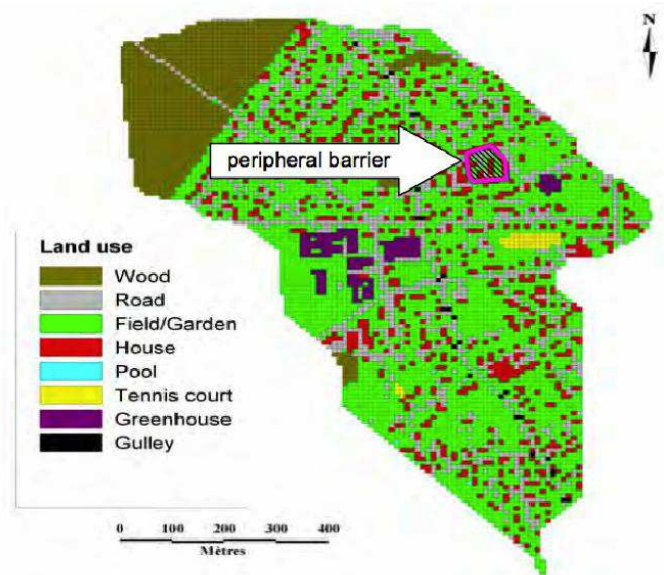 N
peripheral barrier
Land use
Wood
Road
Field/Garden
House
Pool
Tennis court
Greenhouse
Gulley
0 100 200 300 400
Mètres